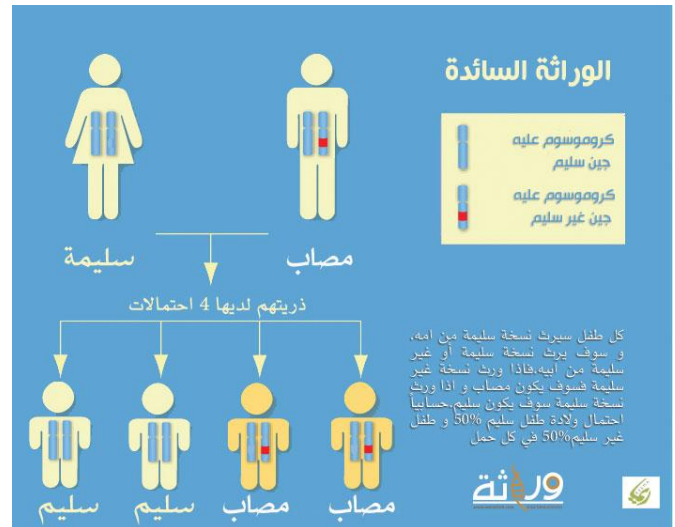 الوراثة السائدة
كروموسوم عليه
جين سليم
كروموسوم عليه
جين غير سليم
مصاب
سليمة
ذريتهم لديها 4 احتمالات
كل طفل سيرث نسخة سليمة من امه،
و سوف يرث نسخة سليمة أو غير
سليمة من أبيه،فاذا ورث نسخة غير
سليمة فسوف يكون مصاب و اذا ورث
نسخة سليمة سوف يكون سليم،حسابياً
احتمال ولادة طفل سليم 50% و طفل
غير سليم50% في كل حمل
مصاب
مصاب
سليم
سليم
وراثة